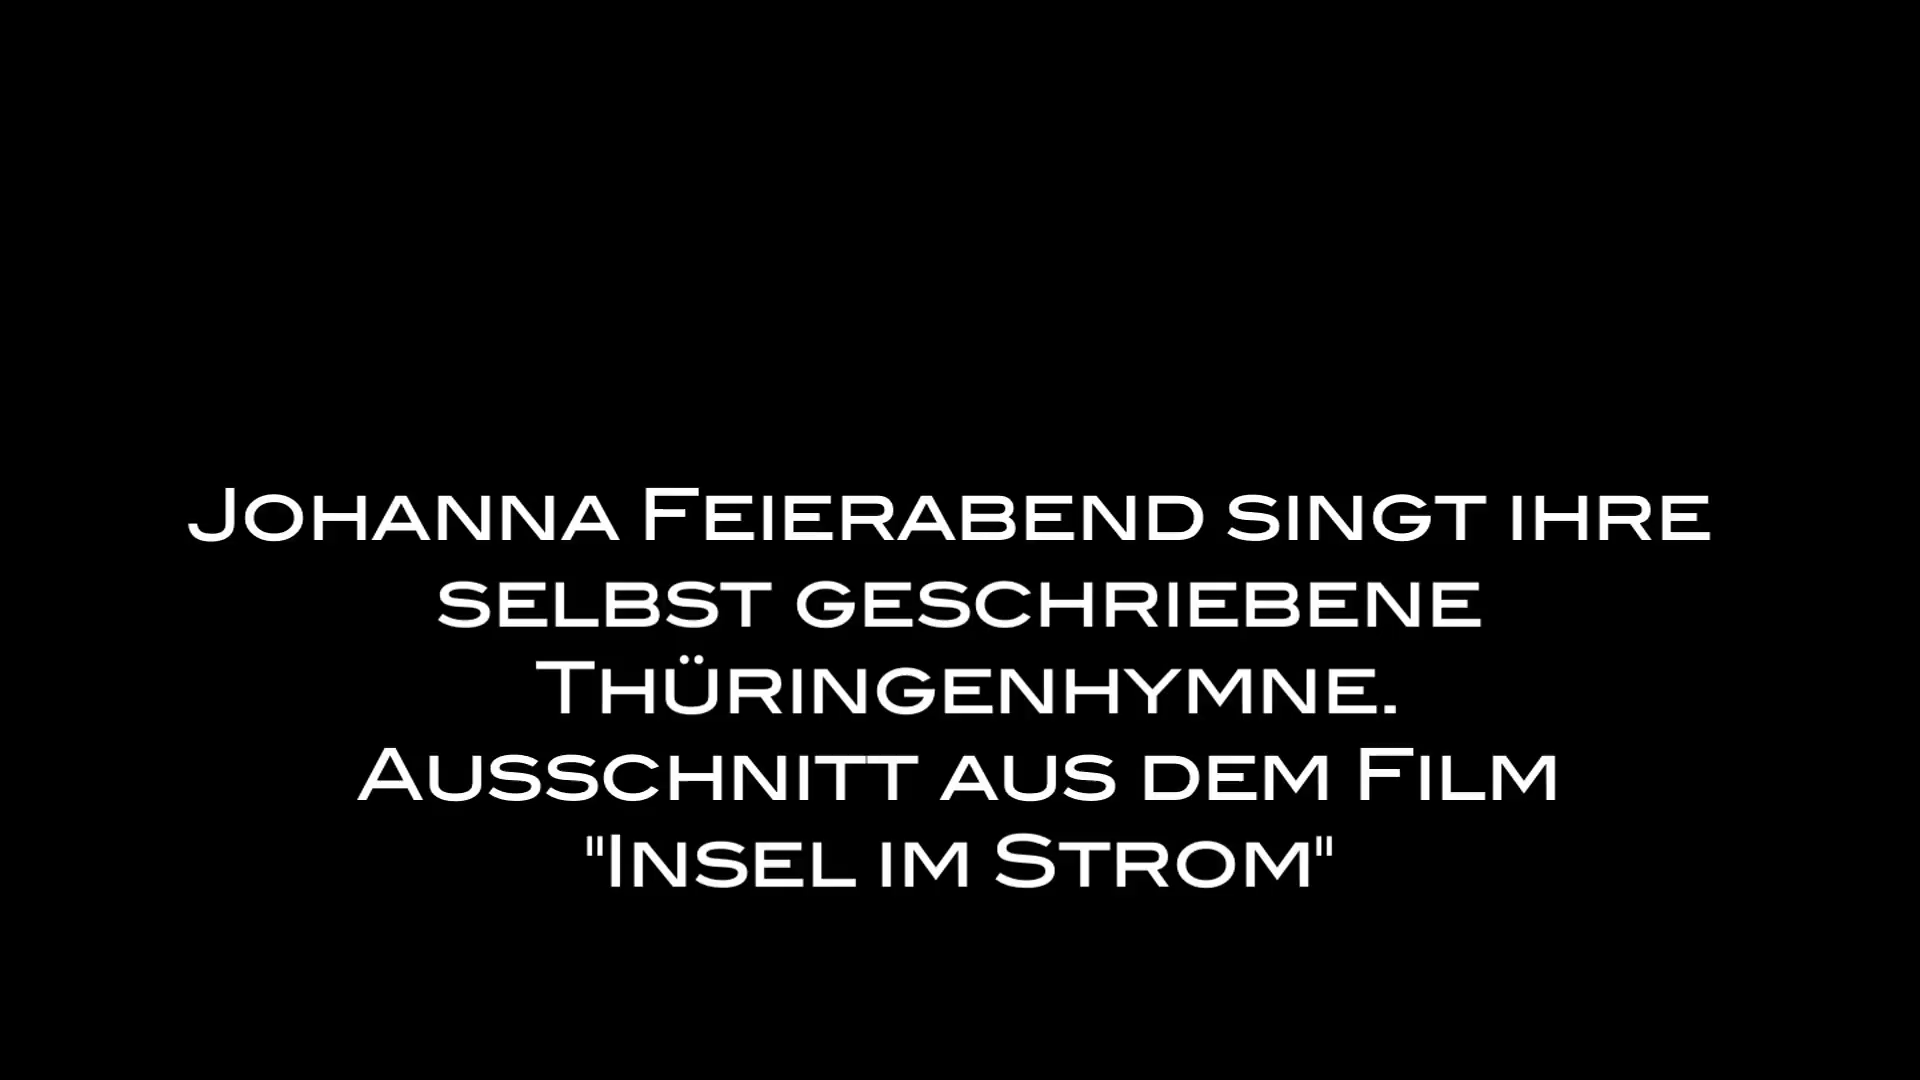 Johanna Feierabend singt ihre
selbst geschriebene
Thüringenhymne.
Ausschnitt aus dem Film
"Insel im Strom"